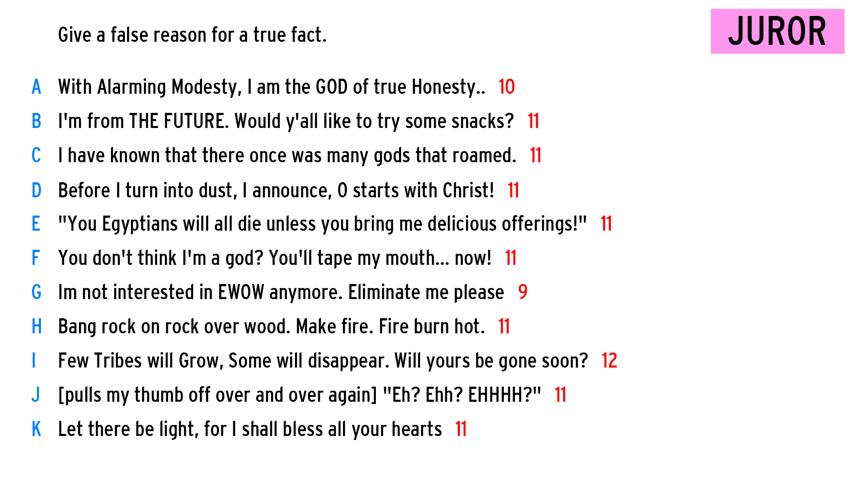 JUROR
Give a false reason for a true fact.
A With Alarming Modesty, I am the GOD of true Honesty.. 10
B I'm from THE FUTURE. Would y'all like to try some snacks? 11
C I have known that there once was many gods that roamed. 11
D Before I turn into dust, I announce, O starts with Christ! 11
E "You Egyptians will all die unless you bring me delicious offerings!" 11
F You don't think I'm a god? You'll tape my mouth... now! 11
G Im not interested in EWOW anymore. Eliminate me please 9
H Bang rock on rock over wood. Make fire. Fire burn hot. 11
I Few Tribes will Grow, Some will disappear. Will yours be gone soon? 12
J [pulls my thumb off over and over again] "Eh? Ehh? EHHHH?" 11
K Let there be light, for I shall bless all your hearts 11